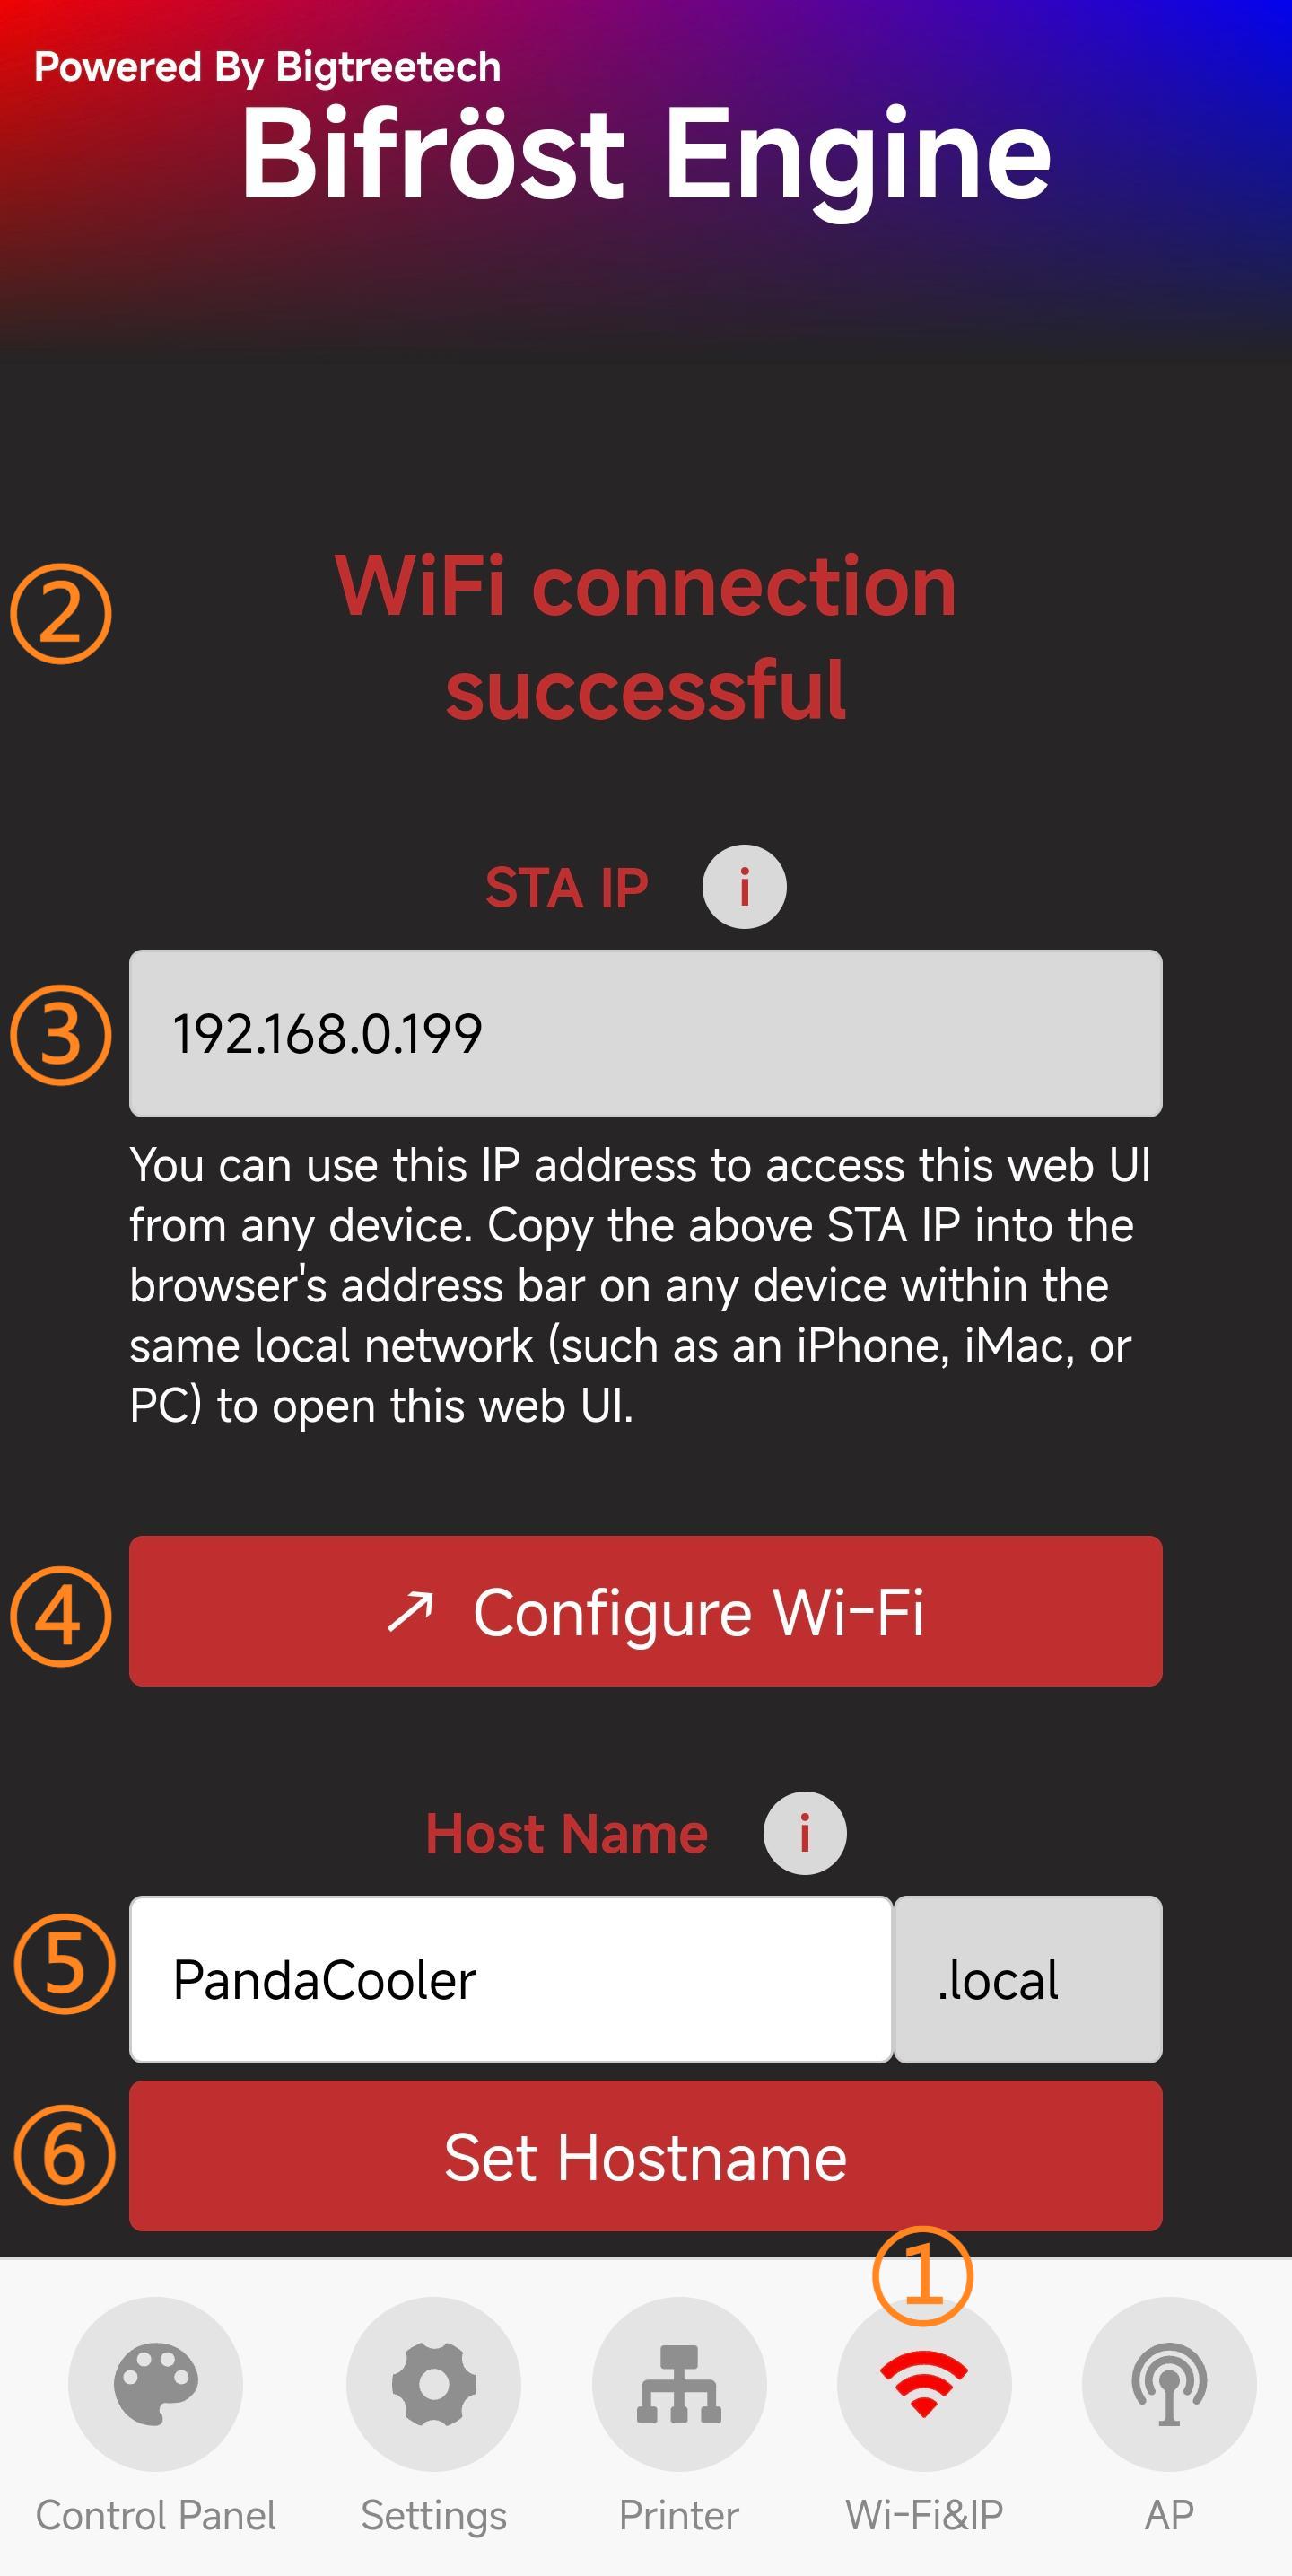 Powered By Bigtreetech
Bifröst Engine
② WiFi connection
successful
STA IP i
③ 192.168.0.199
You can use this IP address to access this web UI
from any device. Copy the above STA IP into the
browser's address bar on any device within the
same local network (such as an iPhone, iMac, or
PC) to open this web UI.
④ ↗ Configure Wi-Fi
Host Name i
⑤ PandaCooler .local
⑥ Set Hostname
①
Control Panel Settings Printer Wi-Fi&IP AP